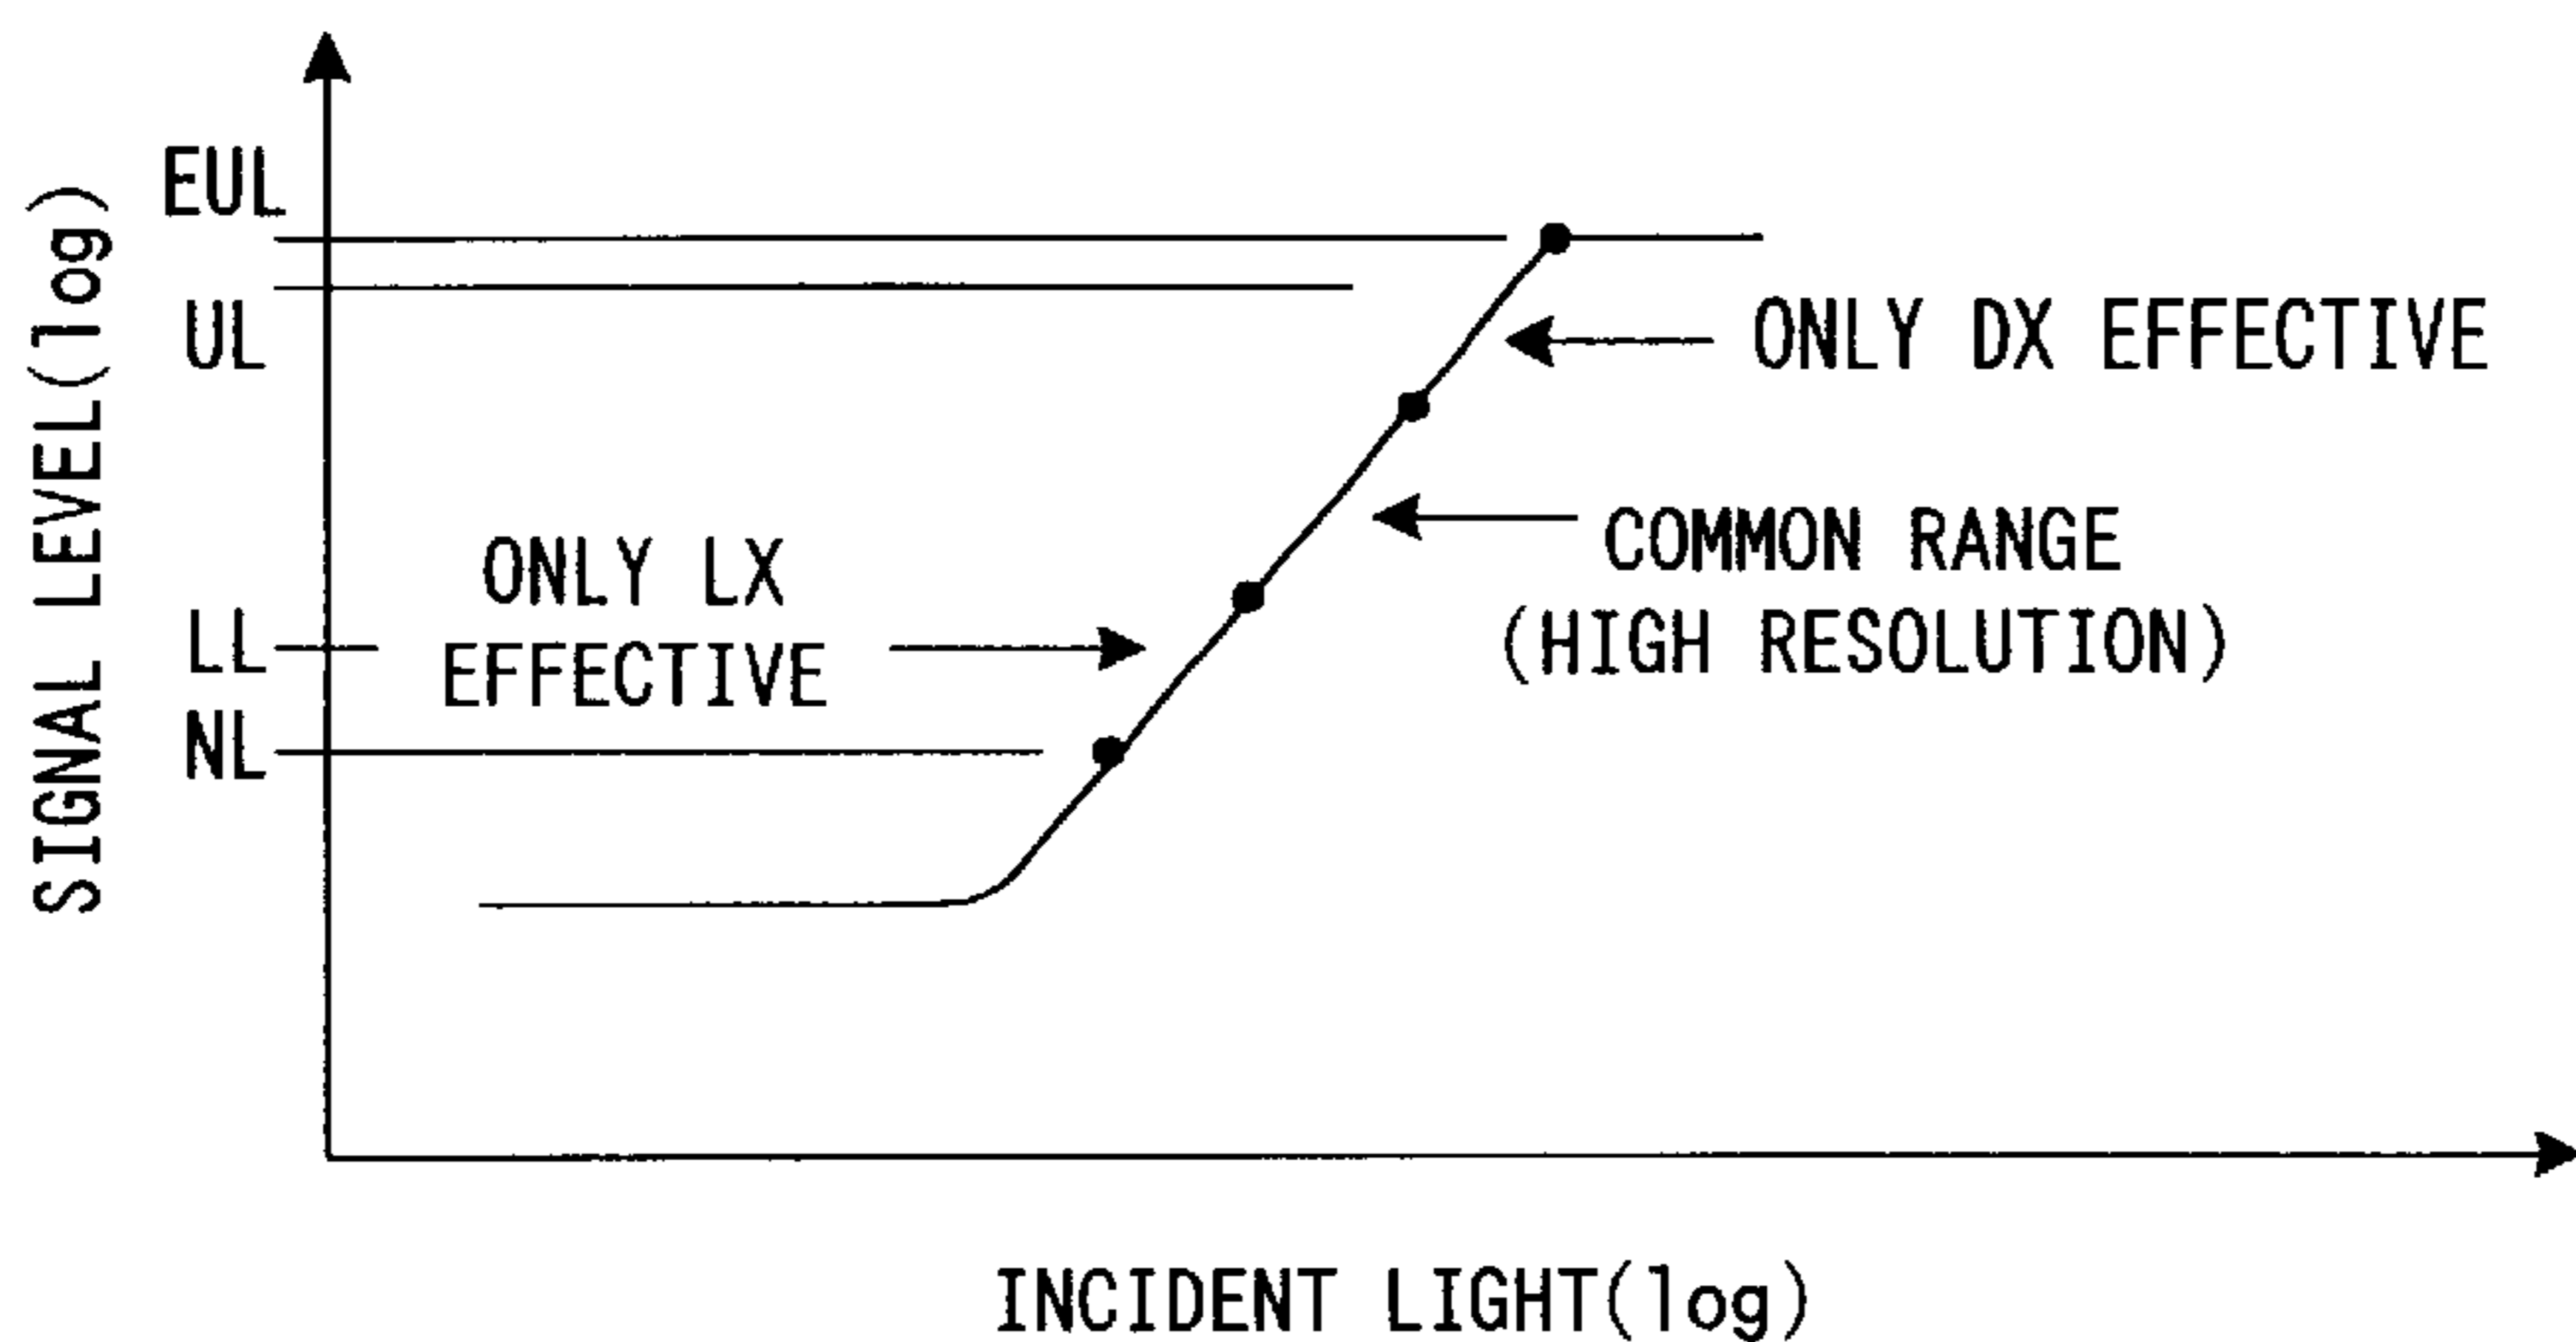 SIGNAL LEVEL(log)
EUL
UL
LL
NL
ONLY DX EFFECTIVE
COMMON RANGE
(HIGH RESOLUTION)
ONLY LX
EFFECTIVE
INCIDENT LIGHT(log)